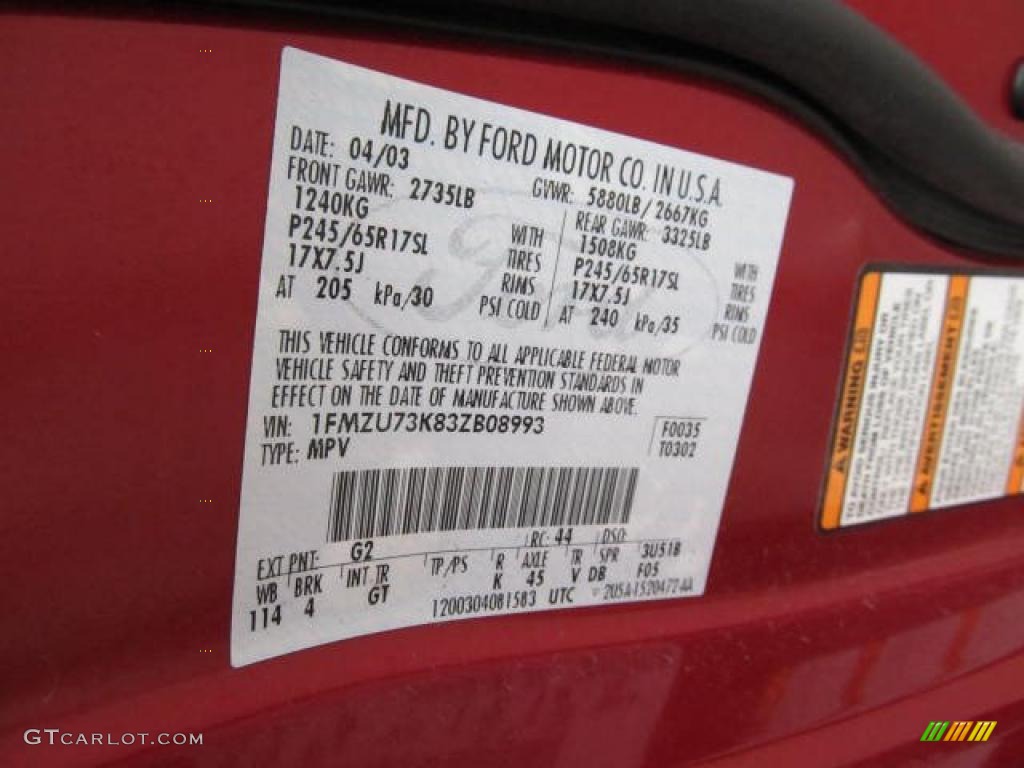 MFD. BY FORD MOTOR CO. IN U.S.A.
DATE: 04/03 GVWR: 5880LB/2667KG
FRONT GAWR: 2735LB REAR GAWR: 3325LB
1240KG WITH 1508KG WITH
P245/65R17SL TIRES P245/65R17SL TIRES
17X7.5J RIMS 17X7.5J RIMS
AT 205 kPa/30 PSI COLD AT 240 kPa/35 PSI COLD
THIS VEHICLE CONFORMS TO ALL APPLICABLE FEDERAL MOTOR
VEHICLE SAFETY AND THEFT PREVENTION STANDARDS IN
EFFECT ON THE DATE OF MANUFACTURE SHOWN ABOVE.
VIN: 1FMZU73K83ZB08993 F0035
TYPE: MPV T0302
EXT PNT: G2 RC: 44 DSO:
WB BRK INT TR TP/PS R AXLE TR SPR 3U51B
114 4 GT K 45 V DB F05
1200304081583 UTC
WARNING
AVERTISSEMENT
GTCARLOT.COM